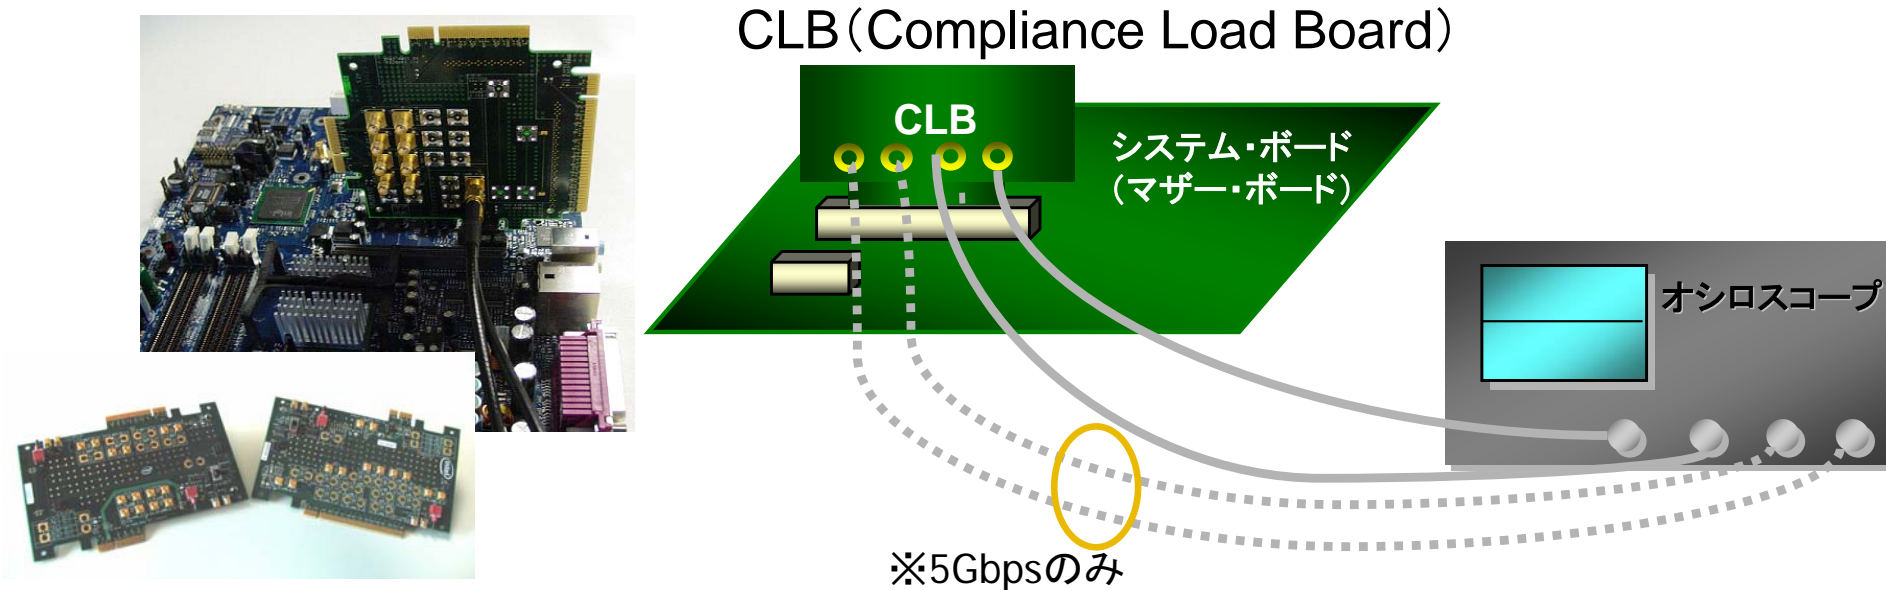 CLB（Compliance Load Board）
CLB
システム・ボード
（マザー・ボード）
オシロスコープ
※5Gbpsのみ